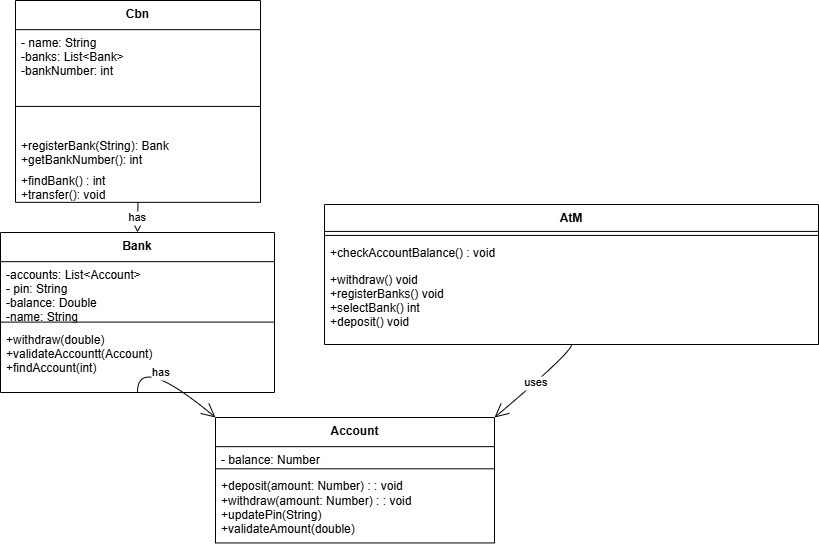 Cbn
- name: String
-banks: List<Bank>
-bankNumber: int
+registerBank(String): Bank
+getBankNumber(): int
+findBank() : int
+transfer(): void
has
Bank
-accounts: List<Account>
- pin: String
-balance: Double
-name: String
+withdraw(double)
+validateAccountt(Account)
+findAccount(int)
has
AtM
+checkAccountBalance() : void
+withdraw() void
+registerBanks() void
+selectBank() int
+deposit() void
uses
Account
- balance: Number
+deposit(amount: Number) : : void
+withdraw(amount: Number) : : void
+updatePin(String)
+validateAmount(double)